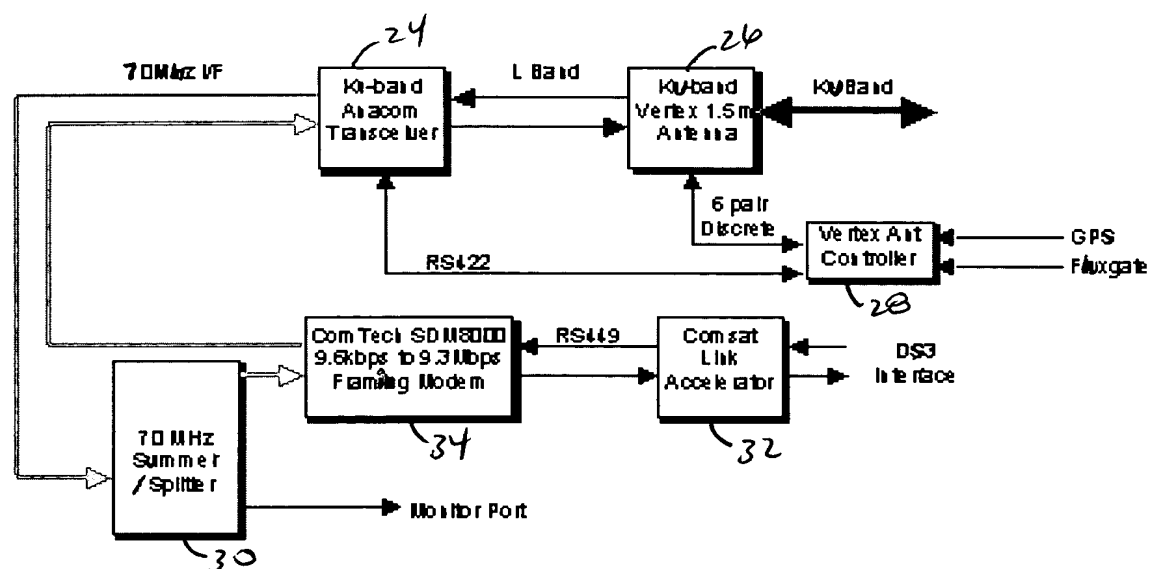 24
26
70Mhz I/F
Ku-band
Anacom
Transceiver
L Band
Ku-band
Vertex 1.5m
Antenna
Ku/Band
6 pair
Discrete
Vertex Ant
Controller
GPS
Fluxgate
RS422
28
ComTech SDM8000
9.6kbps to 9.3Mbps
Framing Modem
RS449
Comsat
Link
Accelerator
DS3
Interface
34
32
70 MHz
Summer
/Splitter
Monitor Port
30